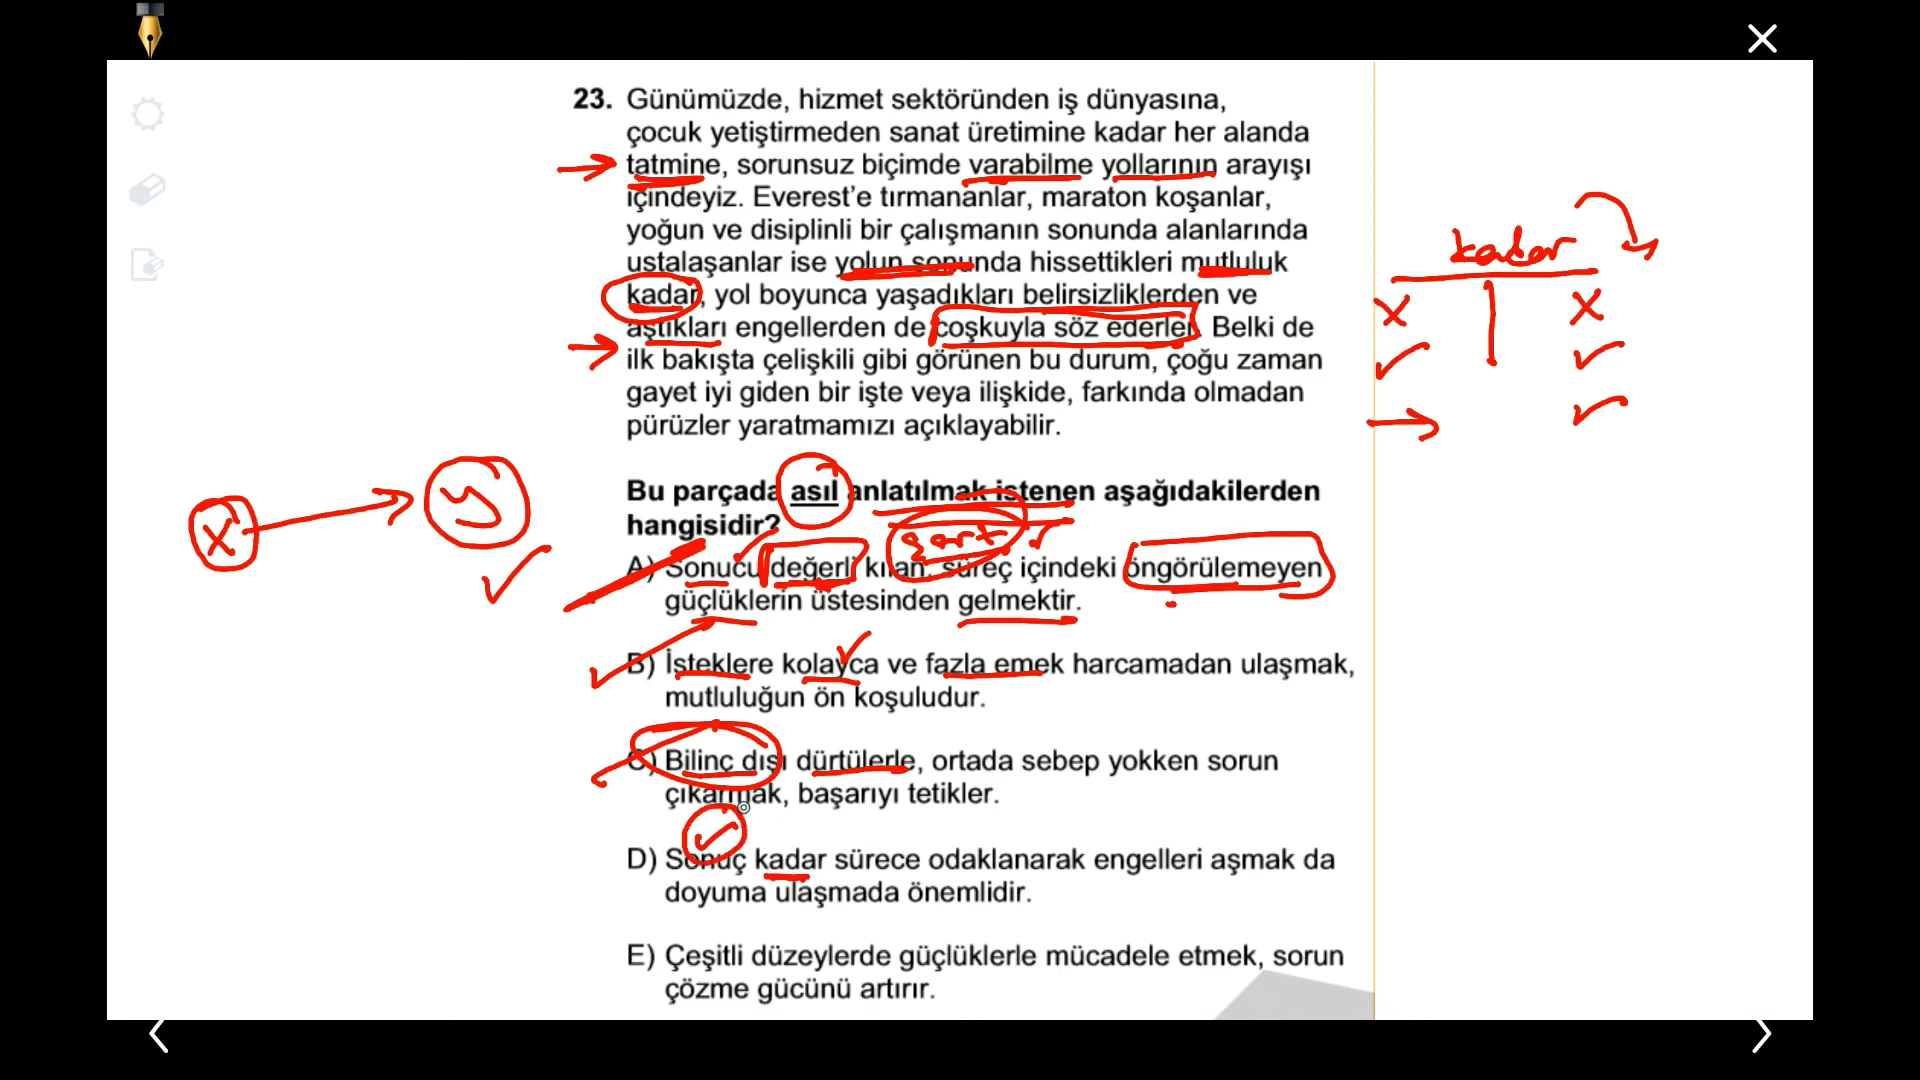 23. Günümüzde, hizmet sektöründen iş dünyasına,
çocuk yetiştirmeden sanat üretimine kadar her alanda
tatmine, sorunsuz biçimde varabilme yollarının arayışı
içindeyiz. Everest'e tırmananlar, maraton koşanlar,
yoğun ve disiplinli bir çalışmanın sonunda alanlarında
ustalaşanlar ise yolun sonunda hissettikleri mutluluk
kadar, yol boyunca yaşadıkları belirsizliklerden ve
aştıkları engellerden de coşkuyla söz ederler. Belki de
ilk bakışta çelişkili gibi görünen bu durum, çoğu zaman
gayet iyi giden bir işte veya ilişkide, farkında olmadan
pürüzler yaratmamızı açıklayabilir.
kadar
x x
x y
Bu parçada asıl anlatılmak istenen aşağıdakilerden
hangisidir?
şart
A) Sonucu değerli kılan, süreç içindeki öngörülemeyen
güçlüklerin üstesinden gelmektir.
B) İsteklere kolayca ve fazla emek harcamadan ulaşmak,
mutluluğun ön koşuludur.
C) Bilinç dışı dürtülerle, ortada sebep yokken sorun
çıkarmak, başarıyı tetikler.
D) Sonuç kadar sürece odaklanarak engelleri aşmak da
doyuma ulaşmada önemlidir.
E) Çeşitli düzeylerde güçlüklerle mücadele etmek, sorun
çözme gücünü artırır.